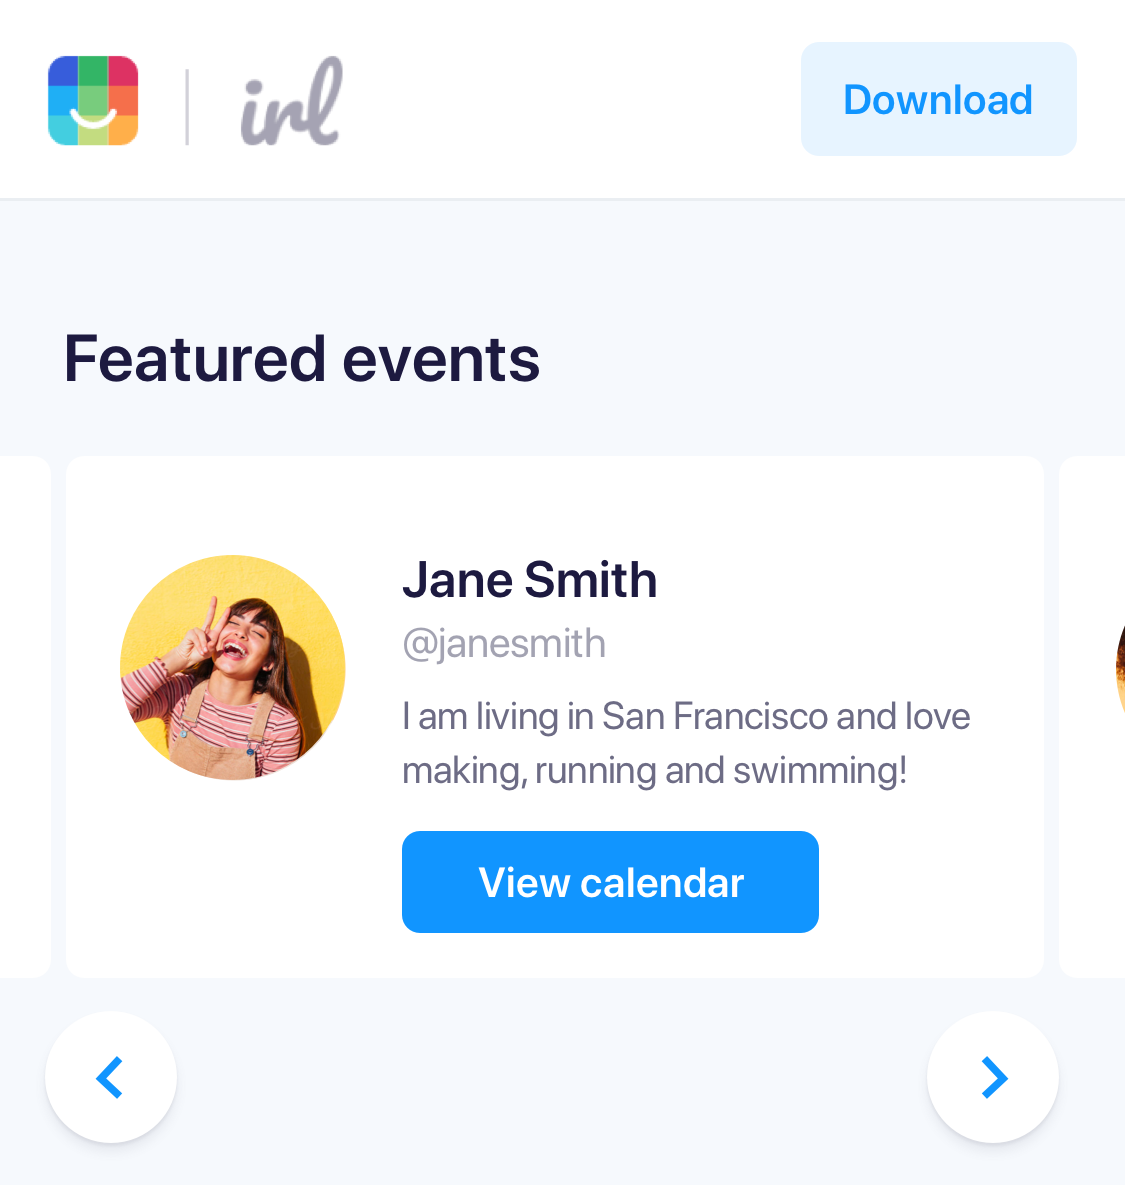 irl
Download
Featured events
Jane Smith
@janesmith
I am living in San Francisco and love
making, running and swimming!
View calendar